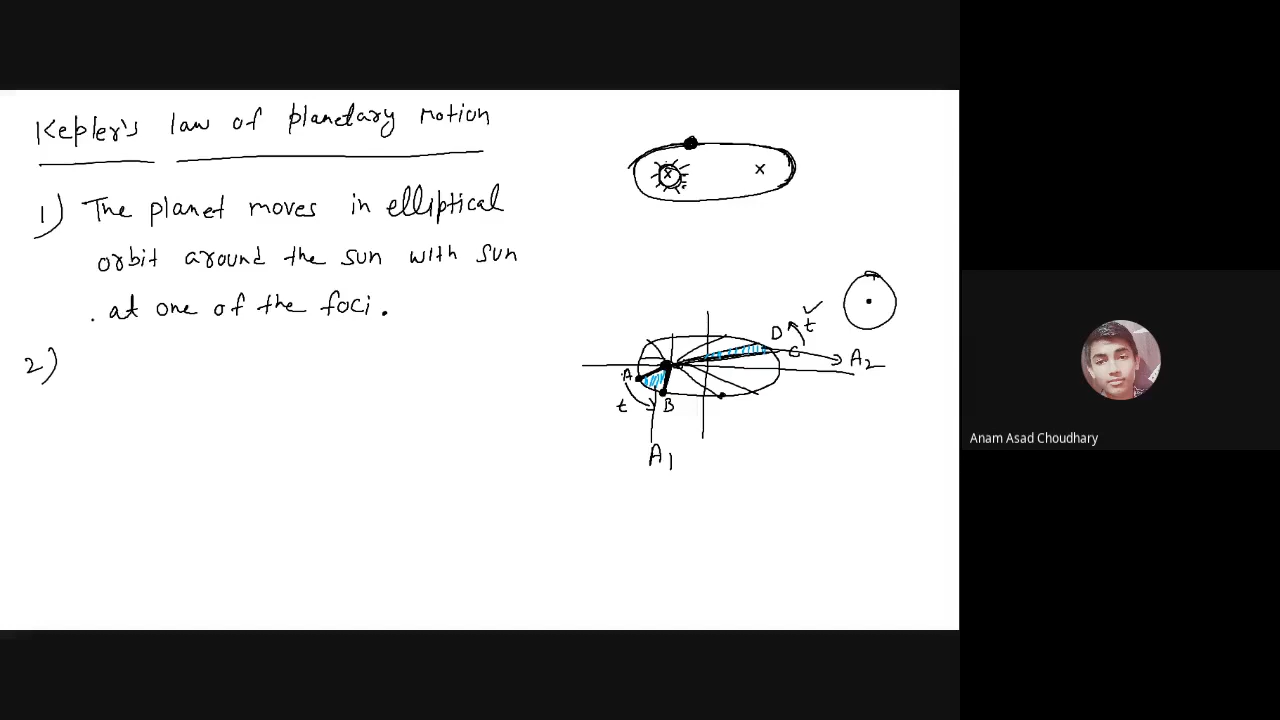 Kepler's law of planetary motion
1) The planet moves in elliptical
orbit around the sun with sun
. at one of the foci.
2)
x x
t
D
C
A2
A
t
B
A1
Anam Asad Choudhary